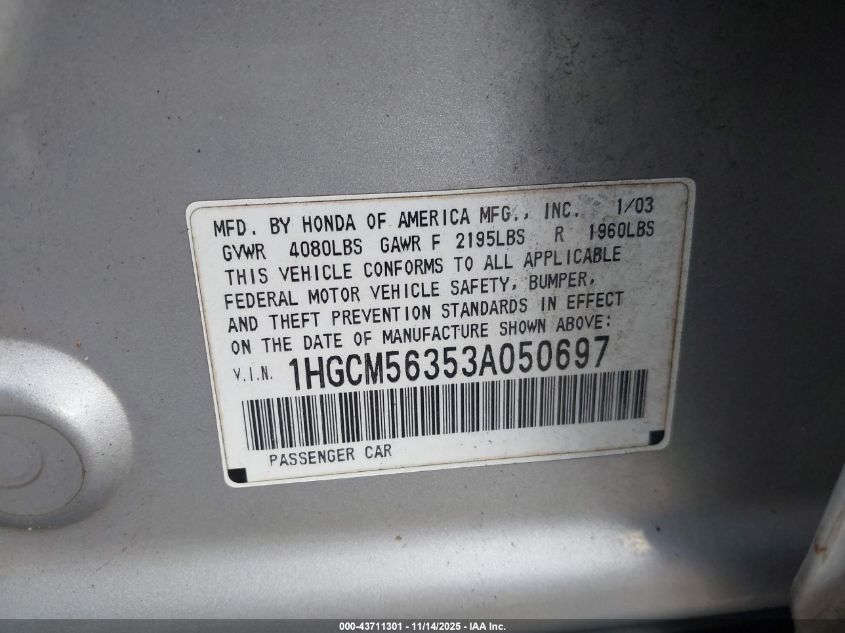 MFD. BY HONDA OF AMERICA MFG., INC. 1/03
GVWR 4080LBS GAWR F 2195LBS R 1960LBS
THIS VEHICLE CONFORMS TO ALL APPLICABLE
FEDERAL MOTOR VEHICLE SAFETY, BUMPER,
AND THEFT PREVENTION STANDARDS IN EFFECT
ON THE DATE OF MANUFACTURE SHOWN ABOVE:
V.I.N. 1HGCM56353A050697
PASSENGER CAR
000-43711301 - 11/14/2025 - IAA Inc.